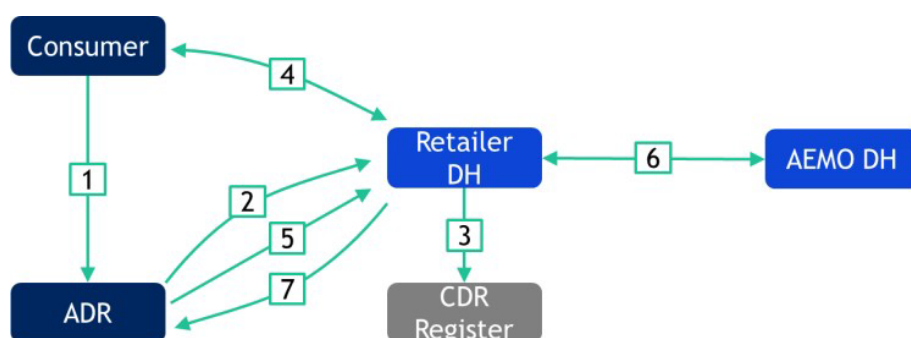 Consumer
4
Retailer
DH
6
AEMO DH
1
2
5
3
7
ADR
CDR
Register